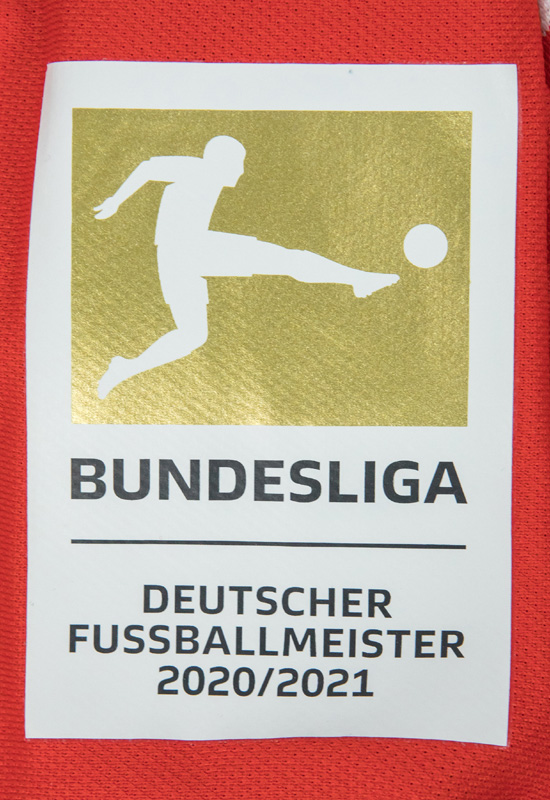 BUNDESLIGA
DEUTSCHER
FUSSBALLMEISTER
2020/2021